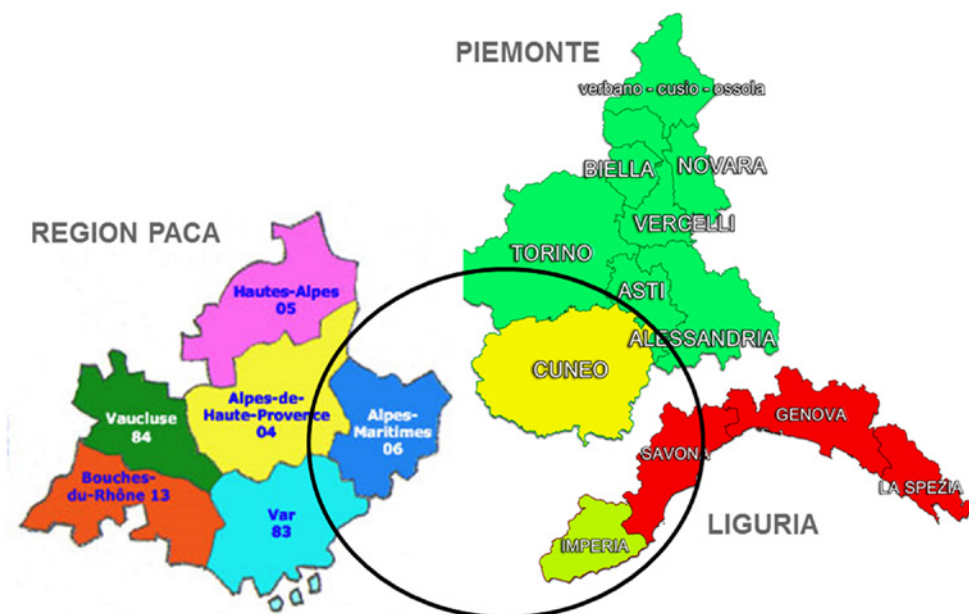 PIEMONTE
verbano - cusio - ossola
BIELLA
NOVARA
VERCELLI
TORINO
ASTI
ALESSANDRIA
CUNEO
REGION PACA
Hautes-Alpes
05
Alpes-de-
Haute-Provence
04
Vaucluse
84
Alpes-
Maritimes
06
Bouches-
du-Rhône 13
Var
83
GENOVA
SAVONA
LA SPEZIA
LIGURIA
IMPERIA